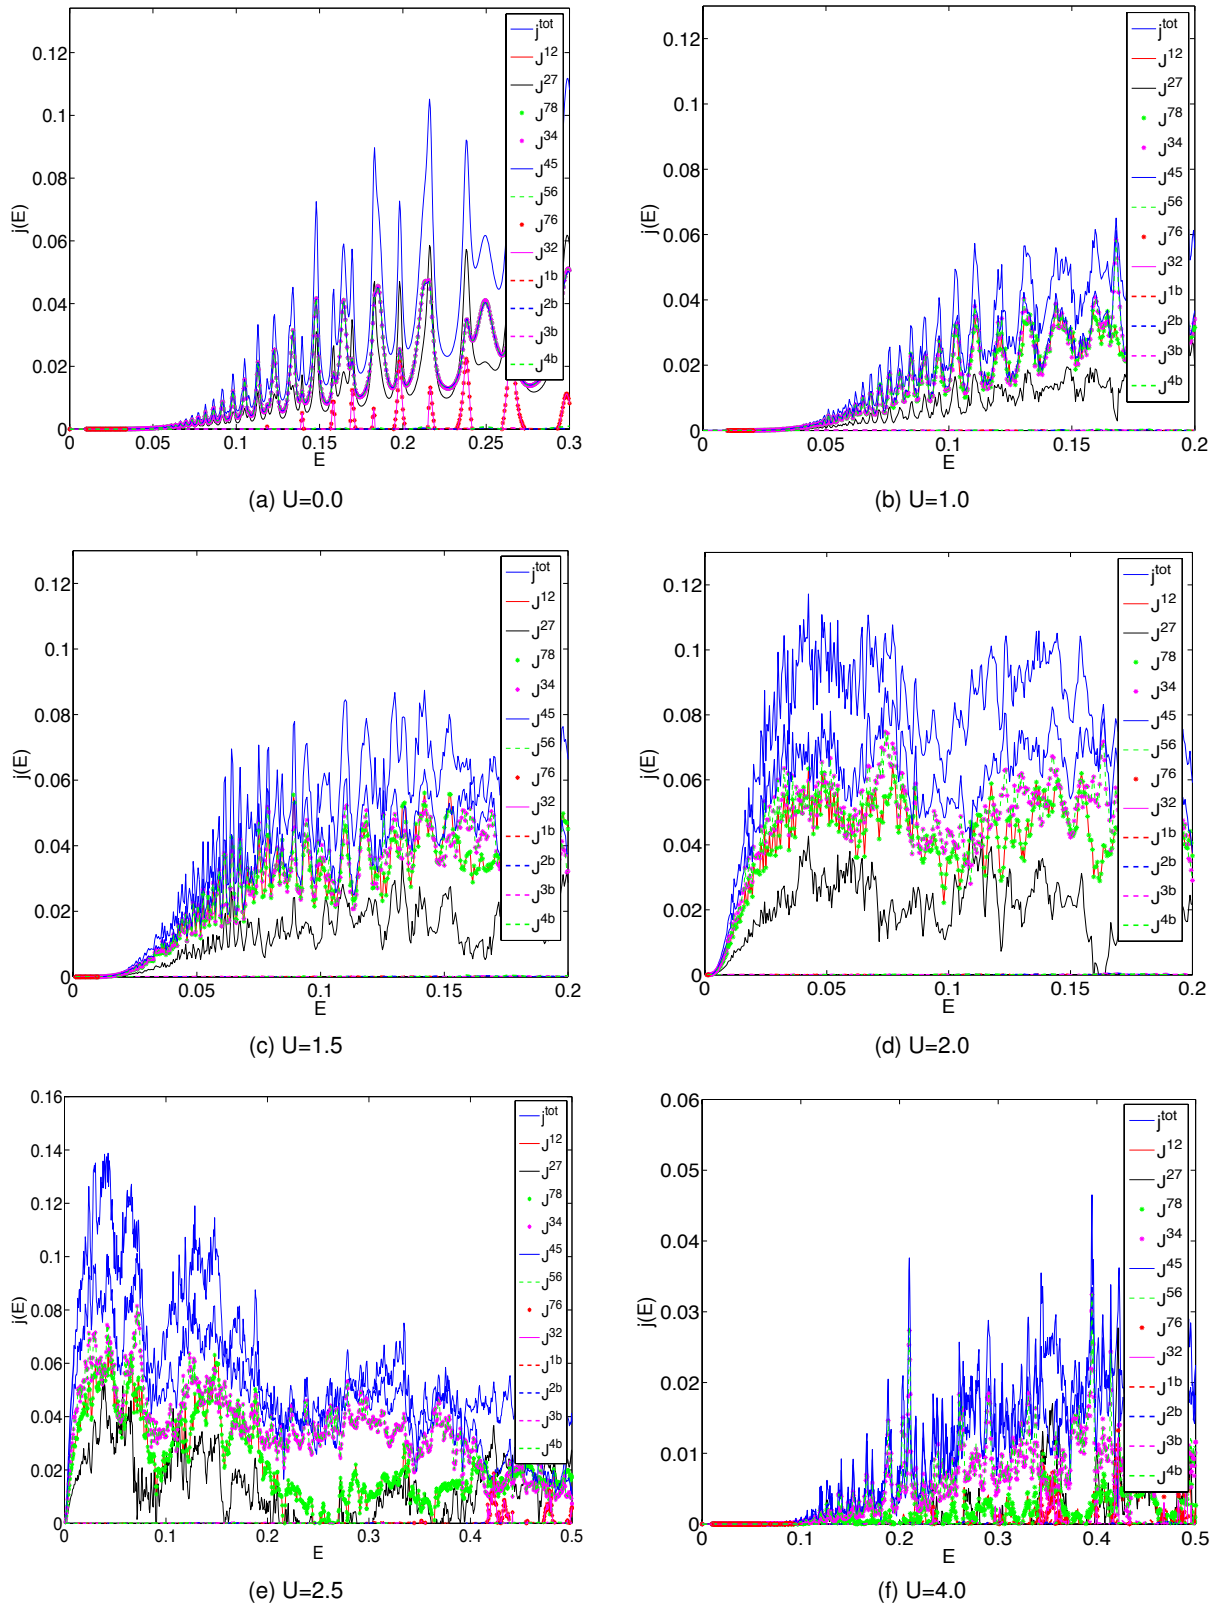 0.12
0.1
0.08
0.06
0.04
0.02
0
j(E)
0 0.05 0.1 0.15 0.2 0.25 0.3
E
j^tot
J^12
J^27
J^78
J^34
J^45
J^56
J^76
J^32
J^1b
J^2b
J^3b
J^4b
(a) U=0.0
0.12
0.1
0.08
0.06
0.04
0.02
0
j(E)
0 0.05 0.1 0.15 0.2
E
j^tot
J^12
J^27
J^78
J^34
J^45
J^56
J^76
J^32
J^1b
J^2b
J^3b
J^4b
(b) U=1.0
0.12
0.1
0.08
0.06
0.04
0.02
0
j(E)
0 0.05 0.1 0.15 0.2
E
j^tot
J^12
J^27
J^78
J^34
J^45
J^56
J^76
J^32
J^1b
J^2b
J^3b
J^4b
(c) U=1.5
0.12
0.1
0.08
0.06
0.04
0.02
0
j(E)
0 0.05 0.1 0.15 0.2
E
j^tot
J^12
J^27
J^78
J^34
J^45
J^56
J^76
J^32
J^1b
J^2b
J^3b
J^4b
(d) U=2.0
0.16
0.14
0.12
0.1
0.08
0.06
0.04
0.02
0
j(E)
0 0.1 0.2 0.3 0.4 0.5
E
j^tot
J^12
J^27
J^78
J^34
J^45
J^56
J^76
J^32
J^1b
J^2b
J^3b
J^4b
(e) U=2.5
0.06
0.05
0.04
0.03
0.02
0.01
0
j(E)
0 0.1 0.2 0.3 0.4 0.5
E
j^tot
J^12
J^27
J^78
J^34
J^45
J^56
J^76
J^32
J^1b
J^2b
J^3b
J^4b
(f) U=4.0